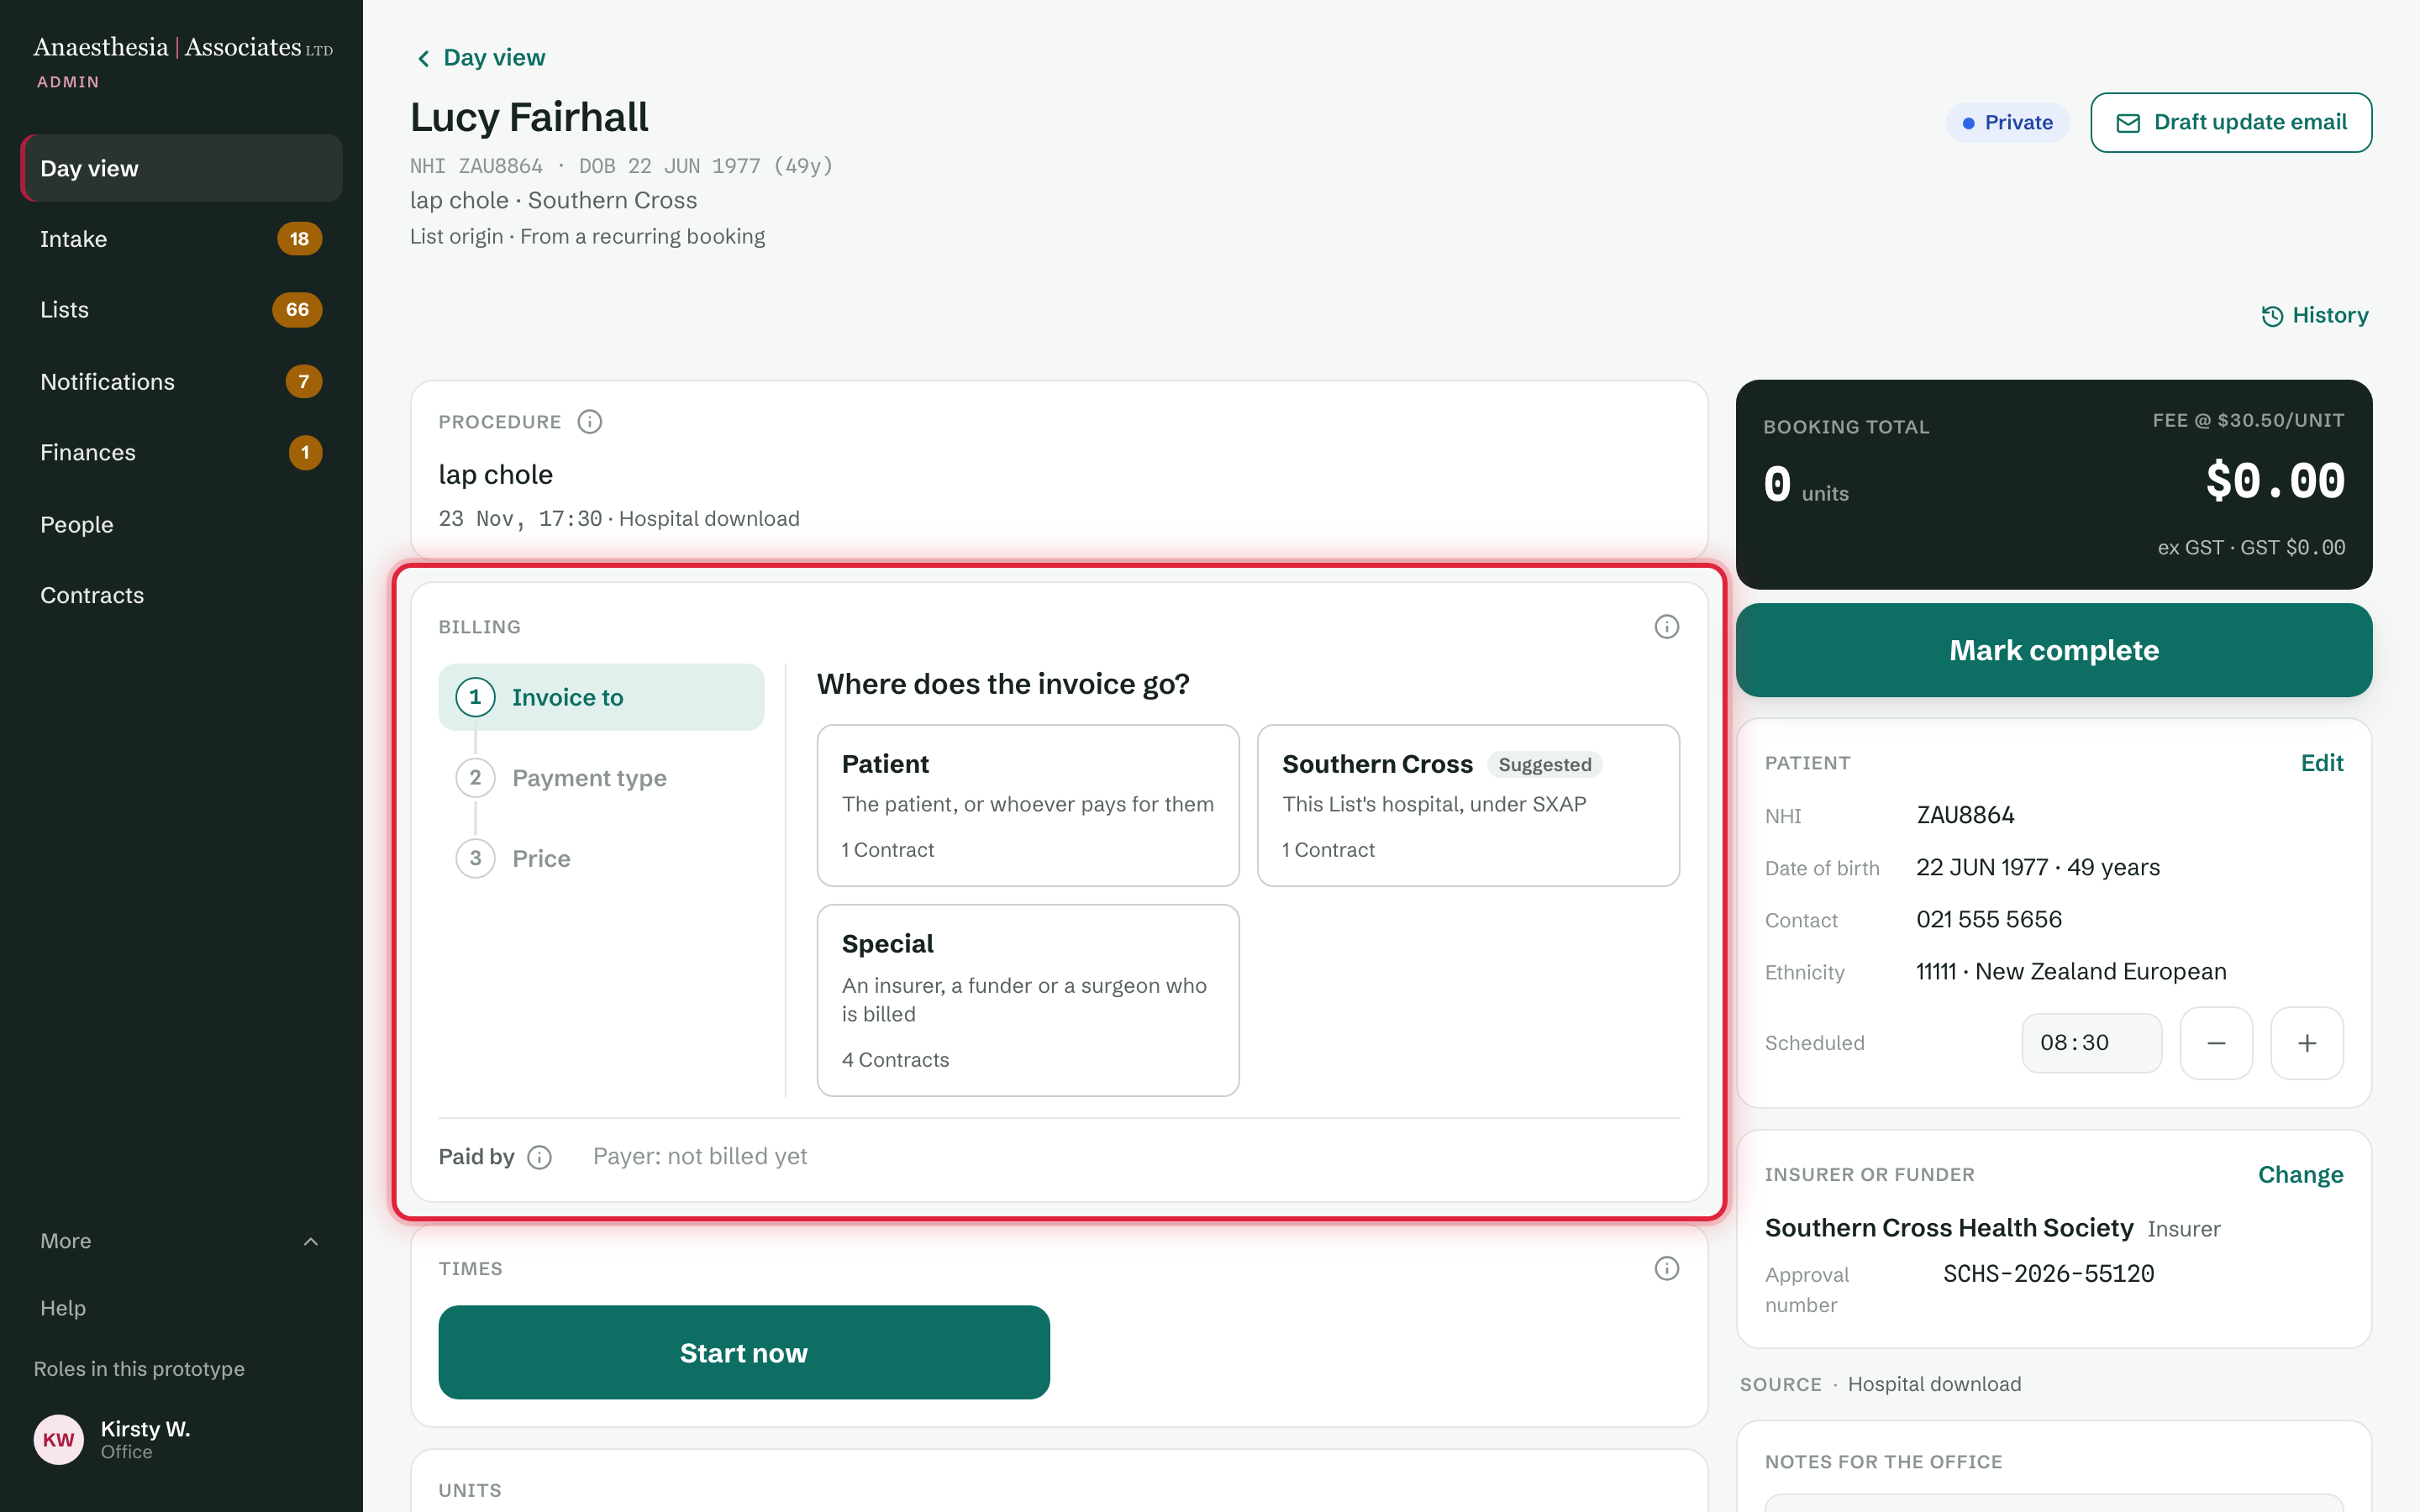 Anaesthesia | Associates LTD
ADMIN
Day view
Intake 18
Lists 66
Notifications 7
Finances 1
People
Contracts
More
Help
Roles in this prototype
KW Kirsty W.
Office
Day view
Lucy Fairhall
NHI ZAU8864 · DOB 22 JUN 1977 (49y)
lap chole · Southern Cross
List origin · From a recurring booking
Private
Draft update email
History
PROCEDURE
lap chole
23 Nov, 17:30 · Hospital download
BILLING
1 Invoice to
2 Payment type
3 Price
Where does the invoice go?
Patient
The patient, or whoever pays for them
1 Contract
Southern Cross Suggested
This List's hospital, under SXAP
1 Contract
Special
An insurer, a funder or a surgeon who
is billed
4 Contracts
Paid by Payer: not billed yet
TIMES
Start now
UNITS
BOOKING TOTAL FEE @ $30.50/UNIT
0 units $0.00
ex GST · GST $0.00
Mark complete
PATIENT Edit
NHI ZAU8864
Date of birth 22 JUN 1977 · 49 years
Contact 021 555 5656
Ethnicity 11111 · New Zealand European
Scheduled 08:30 − +
INSURER OR FUNDER Change
Southern Cross Health Society Insurer
Approval SCHS-2026-55120
number
SOURCE · Hospital download
NOTES FOR THE OFFICE